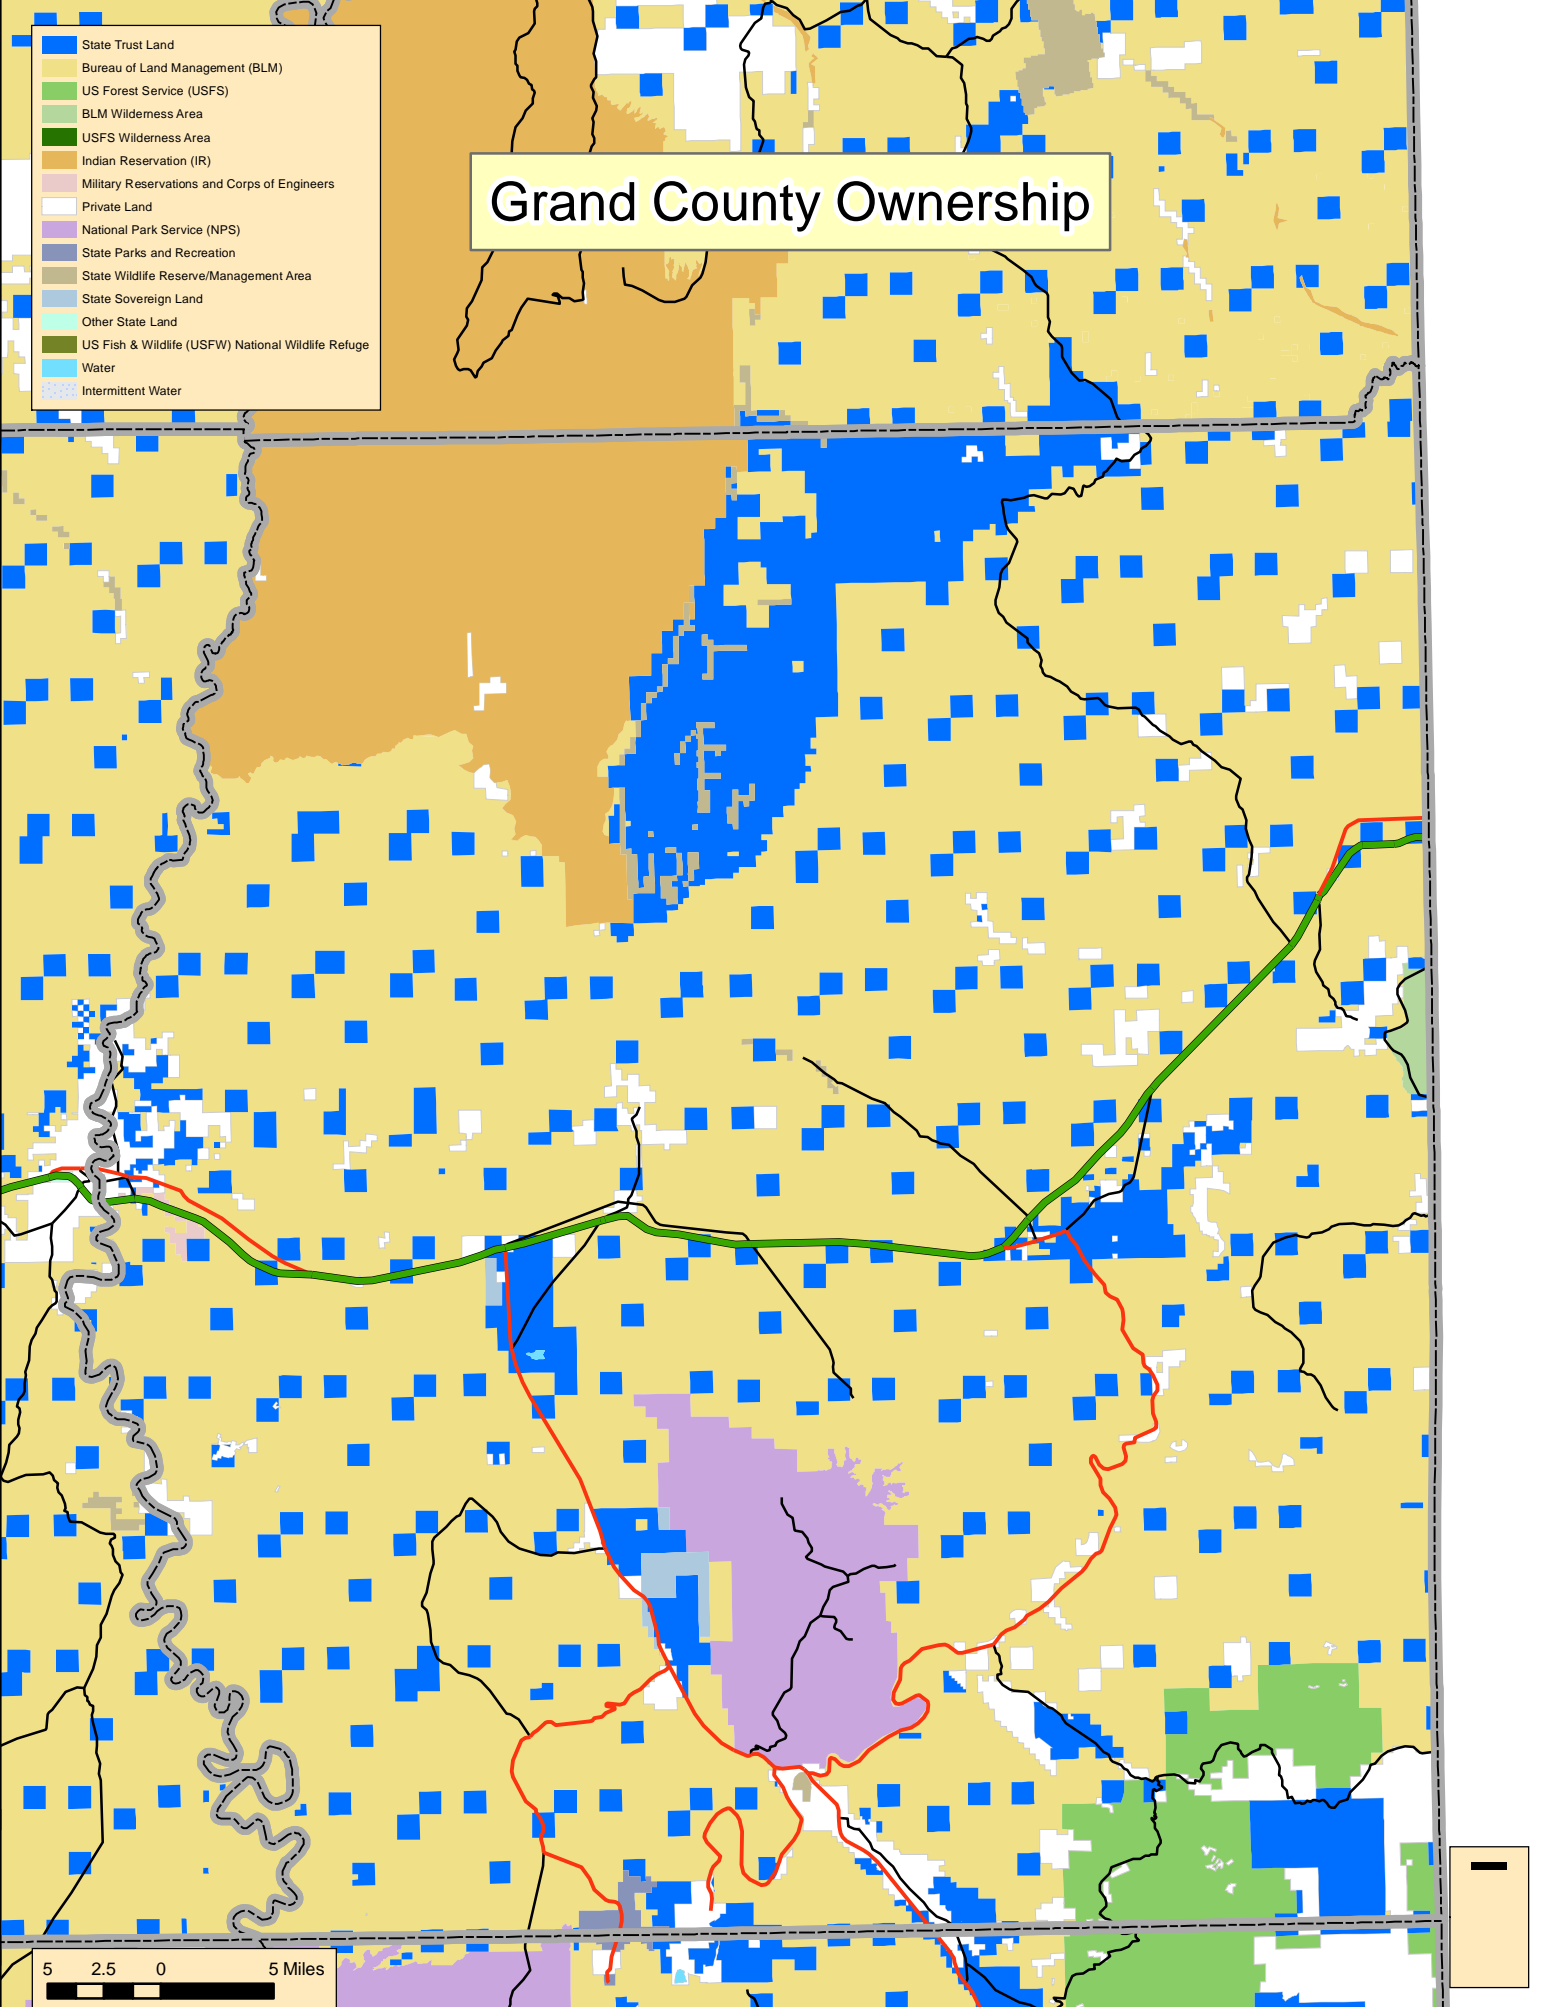 State Trust Land
Bureau of Land Management (BLM)
US Forest Service (USFS)
BLM Wilderness Area
USFS Wilderness Area
Indian Reservation (IR)
Military Reservations and Corps of Engineers
Private Land
National Park Service (NPS)
State Parks and Recreation
State Wildlife Reserve/Management Area
State Sovereign Land
Other State Land
US Fish & Wildlife (USFW) National Wildlife Refuge
Water
Intermittent Water
Grand County Ownership
5 2.5 0 5 Miles